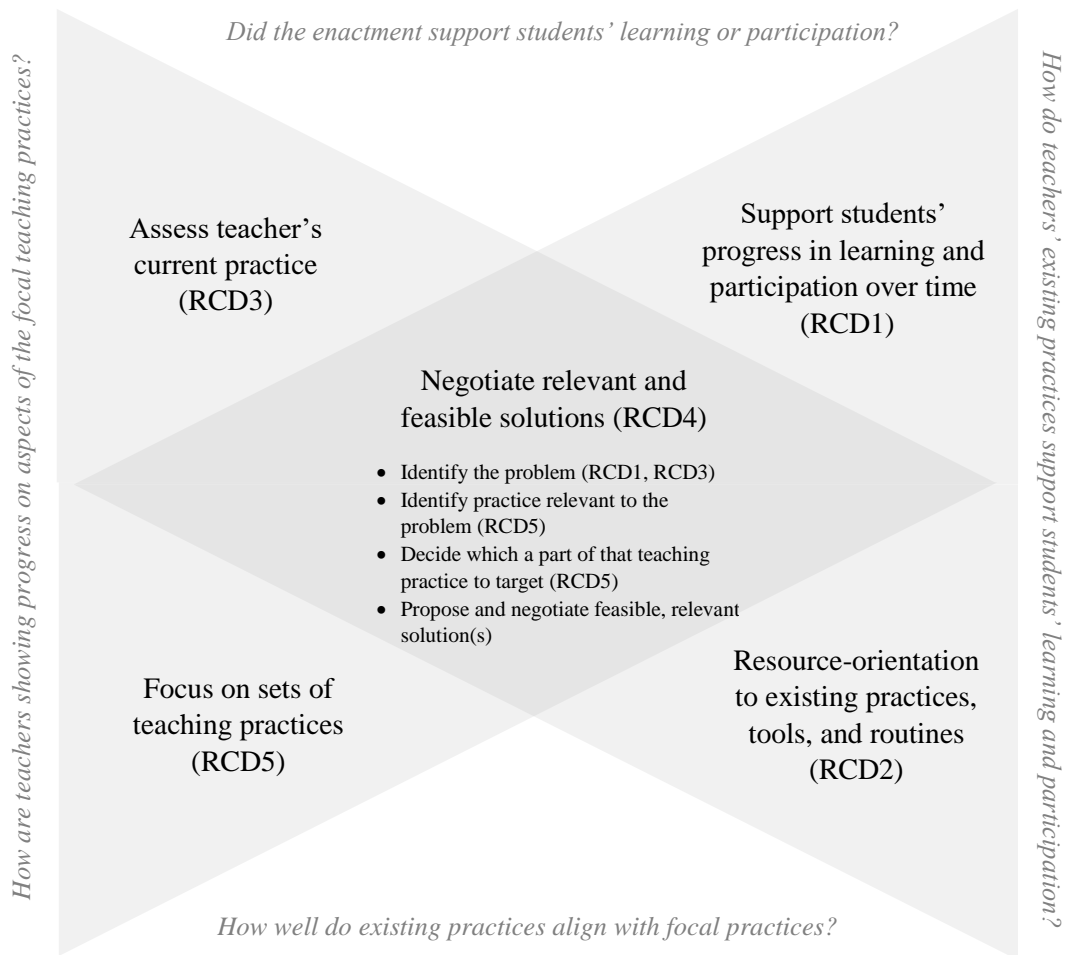 Did the enactment support students’ learning or participation?
How are teachers showing progress on aspects of the focal teaching practices?
How do teachers’ existing practices support students’ learning and participation?
Assess teacher’s
current practice
(RCD3)
Support students’
progress in learning and
participation over time
(RCD1)
Negotiate relevant and
feasible solutions (RCD4)
• Identify the problem (RCD1, RCD3)
• Identify practice relevant to the
problem (RCD5)
• Decide which a part of that teaching
practice to target (RCD5)
• Propose and negotiate feasible, relevant
solution(s)
Focus on sets of
teaching practices
(RCD5)
Resource-orientation
to existing practices,
tools, and routines
(RCD2)
How well do existing practices align with focal practices?